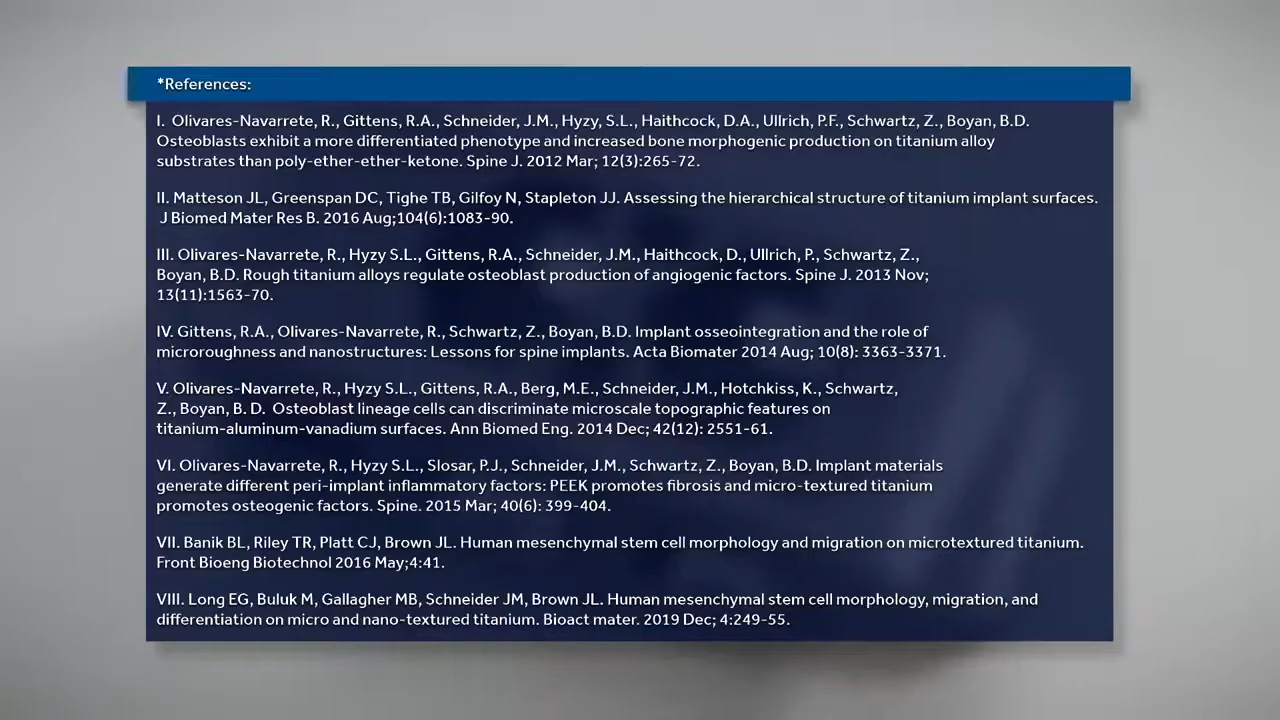 *References:
I. Olivares-Navarrete, R., Gittens, R.A., Schneider, J.M., Hyzy, S.L., Haithcock, D.A., Ullrich, P.F., Schwartz, Z., Boyan, B.D.
Osteoblasts exhibit a more differentiated phenotype and increased bone morphogenic production on titanium alloy
substrates than poly-ether-ether-ketone. Spine J. 2012 Mar; 12(3):265-72.
II. Matteson JL, Greenspan DC, Tighe TB, Gilfoy N, Stapleton JJ. Assessing the hierarchical structure of titanium implant surfaces.
J Biomed Mater Res B. 2016 Aug;104(6):1083-90.
III. Olivares-Navarrete, R., Hyzy S.L., Gittens, R.A., Schneider, J.M., Haithcock, D., Ullrich, P., Schwartz, Z.,
Boyan, B.D. Rough titanium alloys regulate osteoblast production of angiogenic factors. Spine J. 2013 Nov;
13(11):1563-70.
IV. Gittens, R.A., Olivares-Navarrete, R., Schwartz, Z., Boyan, B.D. Implant osseointegration and the role of
microroughness and nanostructures: Lessons for spine implants. Acta Biomater 2014 Aug; 10(8): 3363-3371.
V. Olivares-Navarrete, R., Hyzy S.L., Gittens, R.A., Berg, M.E., Schneider, J.M., Hotchkiss, K., Schwartz,
Z., Boyan, B. D. Osteoblast lineage cells can discriminate microscale topographic features on
titanium-aluminum-vanadium surfaces. Ann Biomed Eng. 2014 Dec; 42(12): 2551-61.
VI. Olivares-Navarrete, R., Hyzy S.L., Slosar, P.J., Schneider, J.M., Schwartz, Z., Boyan, B.D. Implant materials
generate different peri-implant inflammatory factors: PEEK promotes fibrosis and micro-textured titanium
promotes osteogenic factors. Spine. 2015 Mar; 40(6): 399-404.
VII. Banik BL, Riley TR, Platt CJ, Brown JL. Human mesenchymal stem cell morphology and migration on microtextured titanium.
Front Bioeng Biotechnol 2016 May;4:41.
VIII. Long EG, Buluk M, Gallagher MB, Schneider JM, Brown JL. Human mesenchymal stem cell morphology, migration, and
differentiation on micro and nano-textured titanium. Bioact mater. 2019 Dec; 4:249-55.